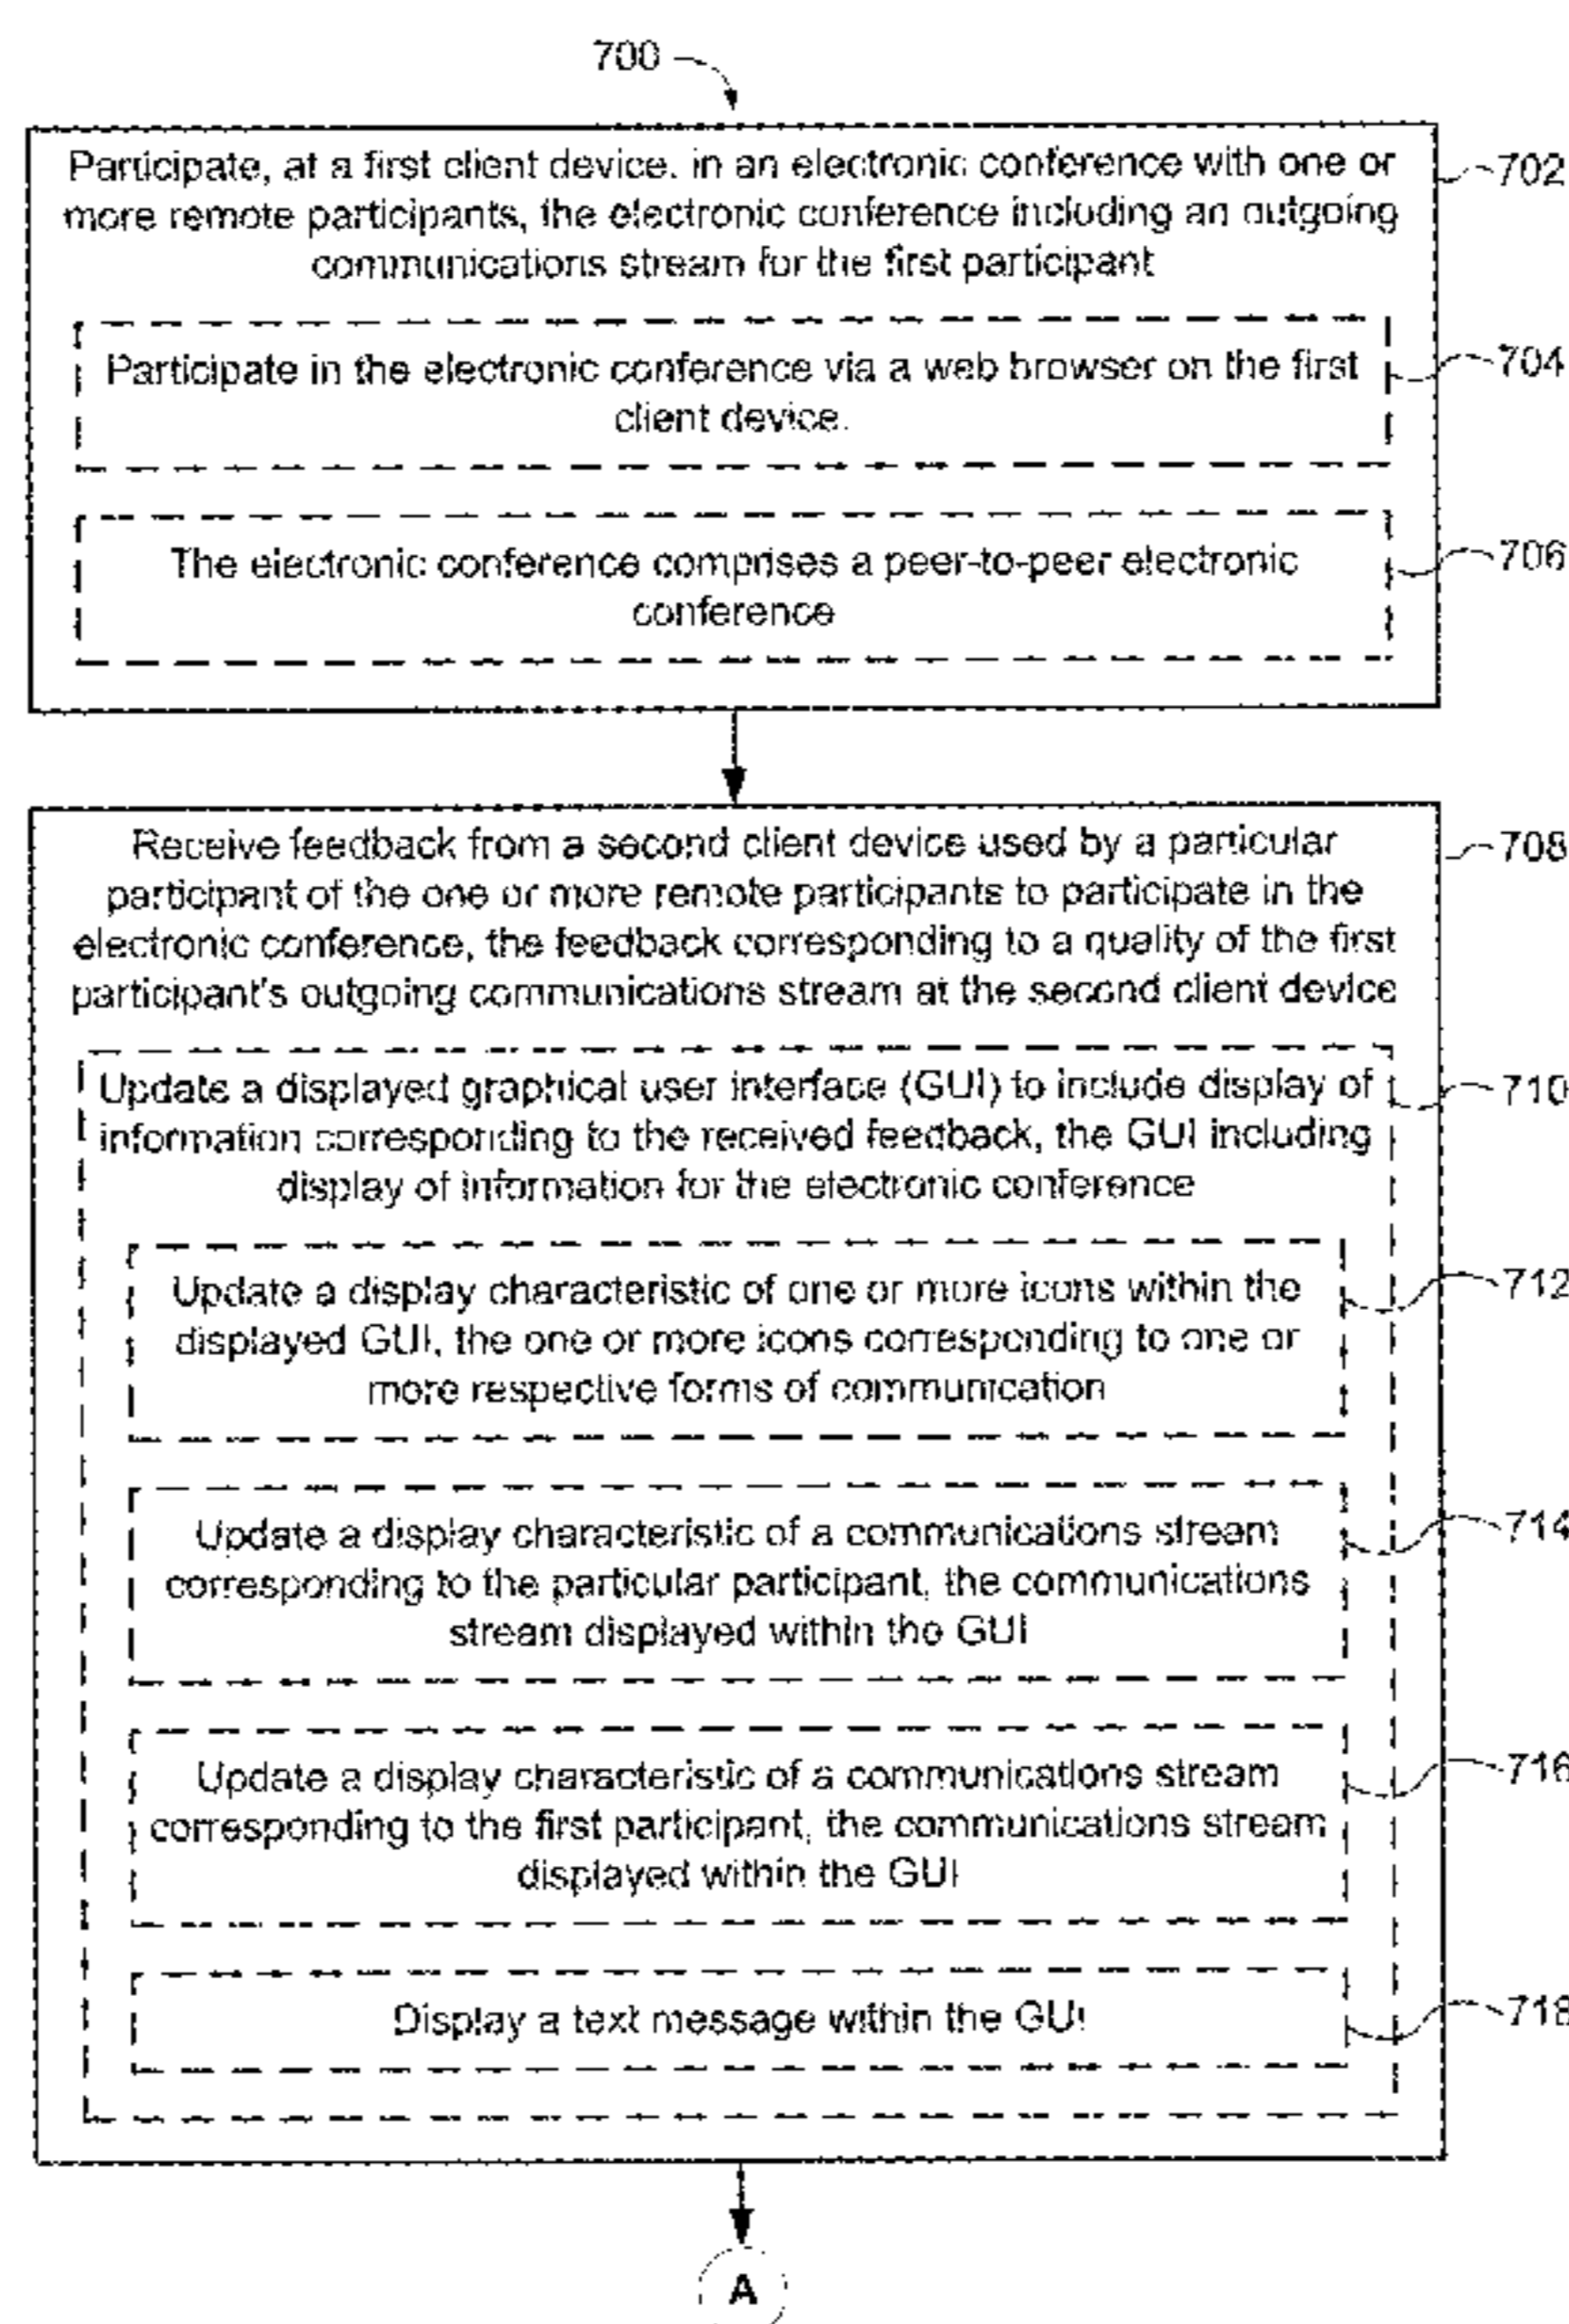 700
Participate, at a first client device, in an electronic conference with one or
more remote participants, the electronic conference including an outgoing
communications stream for the first participant
702
Participate in the electronic conference via a web browser on the first
client device.
704
The electronic conference comprises a peer-to-peer electronic
conference
706
Receive feedback from a second client device used by a particular
participant of the one or more remote participants to participate in the
electronic conference, the feedback corresponding to a quality of the first
participant's outgoing communications stream at the second client device
708
Update a displayed graphical user interface (GUI) to include display of
information corresponding to the received feedback, the GUI including
display of information for the electronic conference
710
Update a display characteristic of one or more icons within the
displayed GUI, the one or more icons corresponding to one or
more respective forms of communication
712
Update a display characteristic of a communications stream
corresponding to the particular participant, the communications
stream displayed within the GUI
714
Update a display characteristic of a communications stream
corresponding to the first participant, the communications stream
displayed within the GUI
716
Display a text message within the GUI
718
A